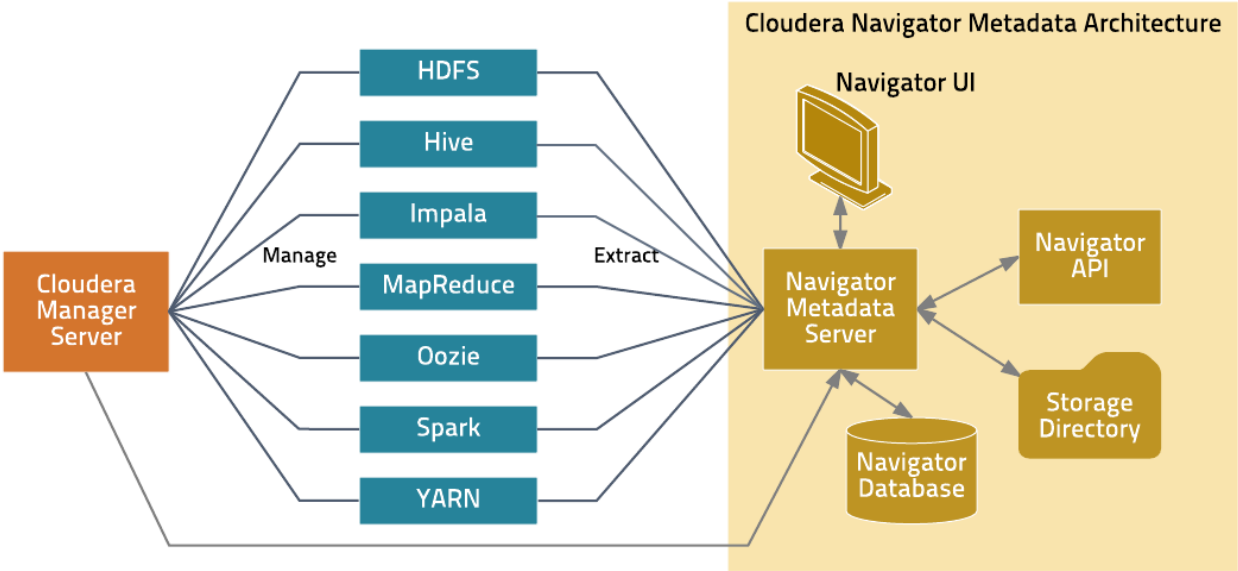 Cloudera Navigator Metadata Architecture
HDFS
Navigator UI
Hive
Impala
Manage
Extract
Navigator
API
Cloudera
Manager
Server
MapReduce
Navigator
Metadata
Server
Oozie
Storage
Directory
Spark
Navigator
Database
YARN